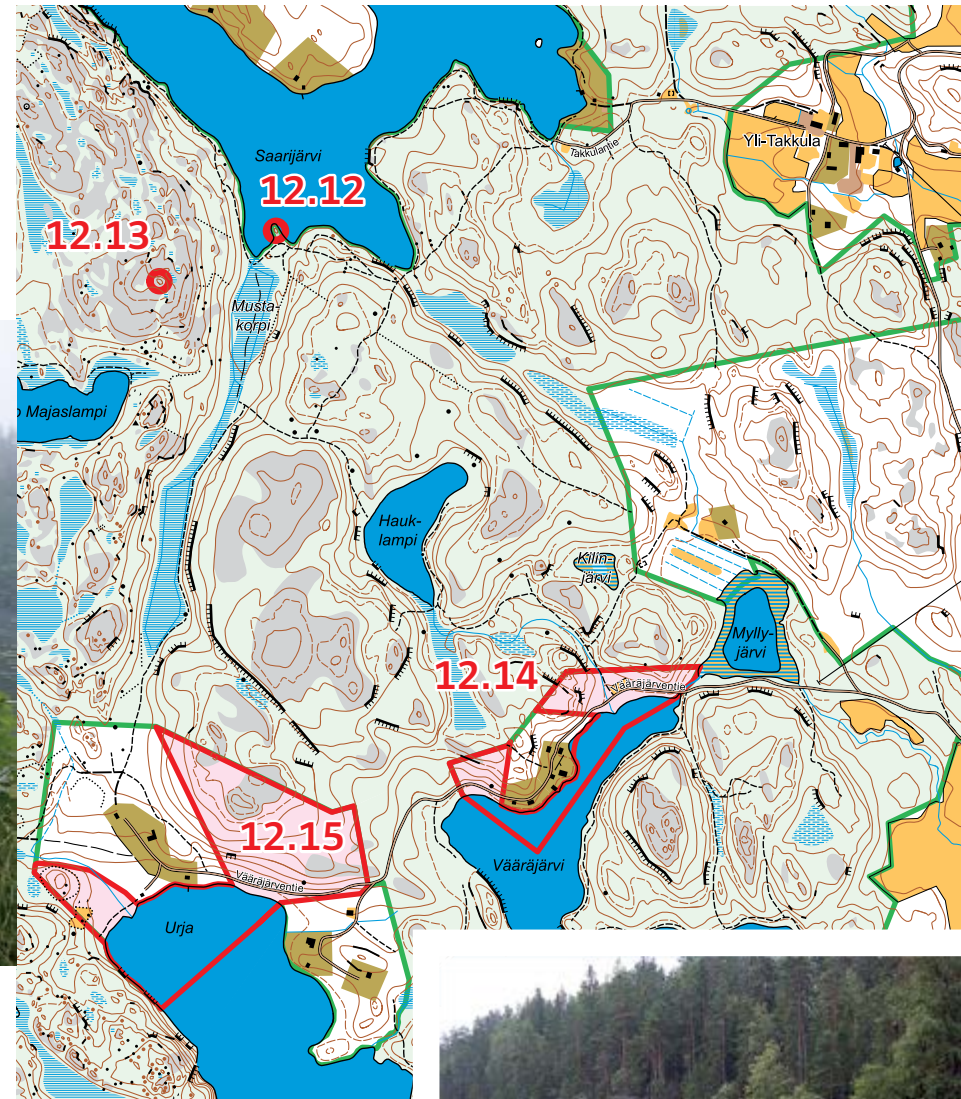 Saarijärvi
12.12
12.13
Takkulantie
Yli-Takkula
Musta-
korpi
o Majaslampi
Hauk-
lampi
Kilin-
järvi
Mylly-
järvi
12.14
Vääräjärventie
12.15
Vääräjärvi
Vääräjärventie
Urja